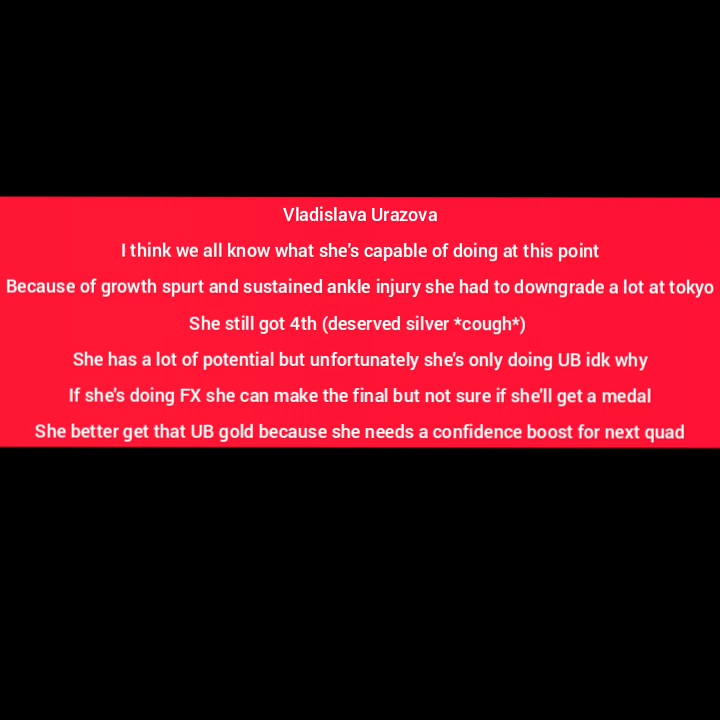 Vladislava Urazova
I think we all know what she's capable of doing at this point
Because of growth spurt and sustained ankle injury she had to downgrade a lot at tokyo
She still got 4th (deserved silver *cough*)
She has a lot of potential but unfortunately she's only doing UB idk why
If she's doing FX she can make the final but not sure if she'll get a medal
She better get that UB gold because she needs a confidence boost for next quad